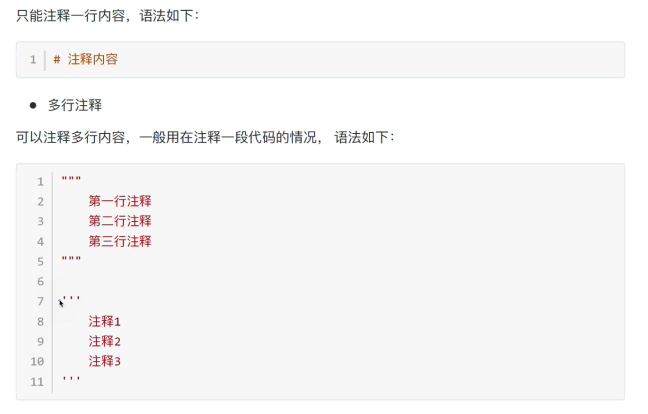 只能注释一行内容，语法如下：
1 # 注释内容
● 多行注释
可以注释多行内容，一般用在注释一段代码的情况， 语法如下：
1 """
2     第一行注释
3     第二行注释
4     第三行注释
5 """
6
7 '''
8     注释1
9     注释2
10     注释3
11 '''